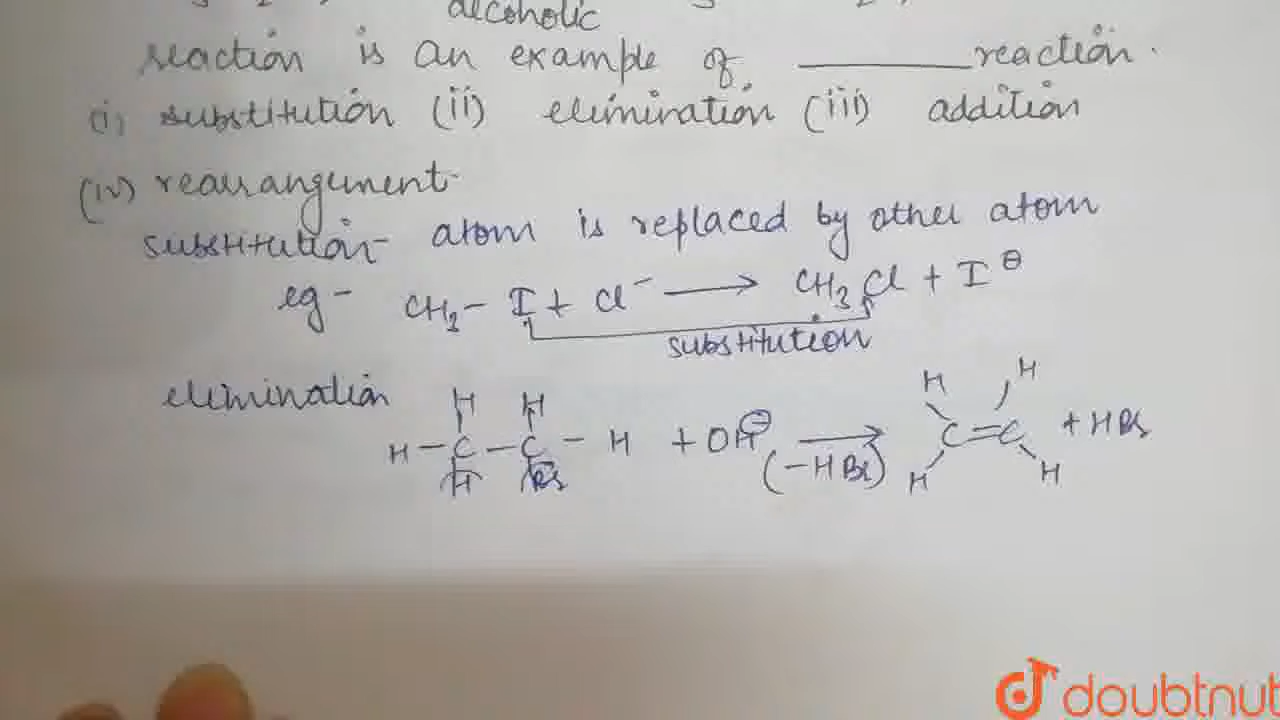 alcoholic
reaction is an example of ______ reaction.
(i) substitution (ii) elimination (iii) addition
(iv) rearrangement
substitution- atom is replaced by other atom
eg- CH3- I + Cl- → CH3Cl + I⊖
substitution
elimination
H H H H
H-C-C-H + OH⊖ → C=C + HBr
H Br (-HBr) H H
doubtnut